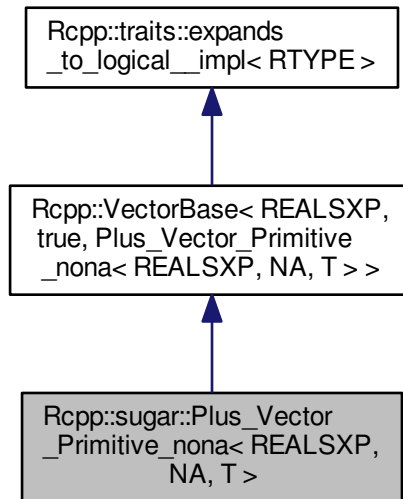 Rcpp::traits::expands
_to_logical__impl< RTYPE >
Rcpp::VectorBase< REALSXP,
true, Plus_Vector_Primitive
_nona< REALSXP, NA, T > >
Rcpp::sugar::Plus_Vector
_Primitive_nona< REALSXP,
NA, T >